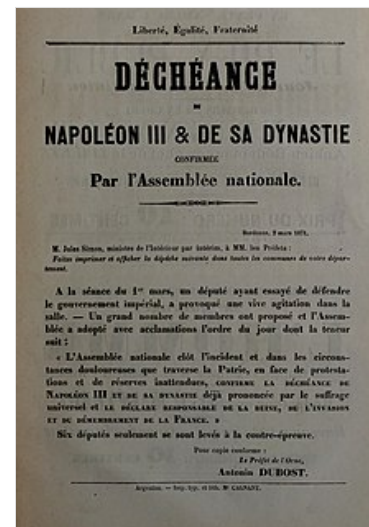 Liberté, Égalité, Fraternité
DÉCHÉANCE
DE
NAPOLÉON III & DE SA DYNASTIE
CONFIRMÉE
Par l'Assemblée nationale.
Bordeaux, 2 mars 1871.
M. Jules Simon, ministre de l'Intérieur par intérim, à MM. les Préfets :
Faites imprimer et afficher la dépêche suivante dans toutes les communes de votre dépar-
tement.
A la séance du 1er mars, un député ayant essayé de défendre
le gouvernement impérial, a provoqué une vive agitation dans la
salle. — Un grand nombre de membres ont proposé et l'Assem-
blée a adopté avec acclamations l'ordre du jour dont la teneur
suit :
« L'Assemblée nationale clôt l'incident et dans les circons-
tances douloureuses que traverse la Patrie, en face de protesta-
tions et de réserves inattendues, CONFIRME LA DÉCHÉANCE DE
NAPOLÉON III ET DE SA DYNASTIE déjà prononcée par le suffrage
universel et LE DÉCLARE RESPONSABLE DE LA RUINE, DE L'INVASION
ET DU DÉMEMBREMENT DE LA FRANCE. »
Six députés seulement se sont levés à la contre-épreuve.
Pour copie conforme :
Le Préfet de l'Orne,
Antonin DUBOST.
Argentan. — Imp. typ. et lith. Me